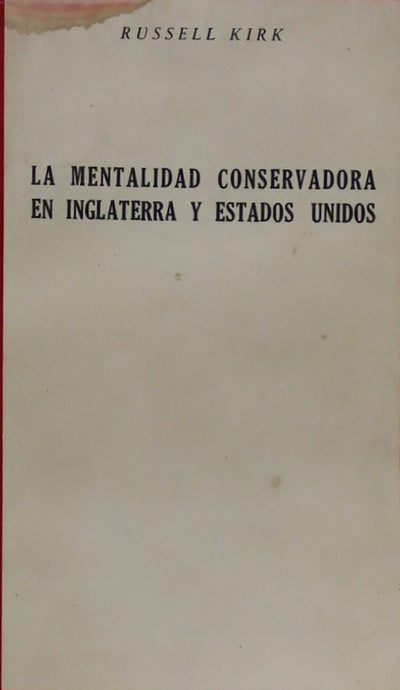 RUSSELL KIRK
LA MENTALIDAD CONSERVADORA
EN INGLATERRA Y ESTADOS UNIDOS